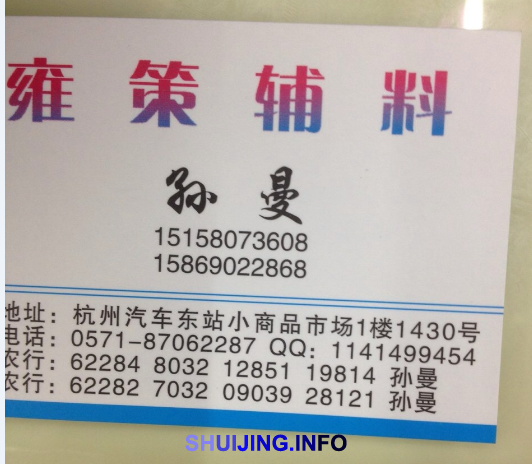 雍策辅料
孙曼
15158073608
15869022868
地址：杭州汽车东站小商品市场1楼1430号
电话：0571-87062287 QQ：1141499454
农行：62284 8032 12851 19814 孙曼
农行：62282 7032 09039 28121 孙曼
SHUIJING.INFO